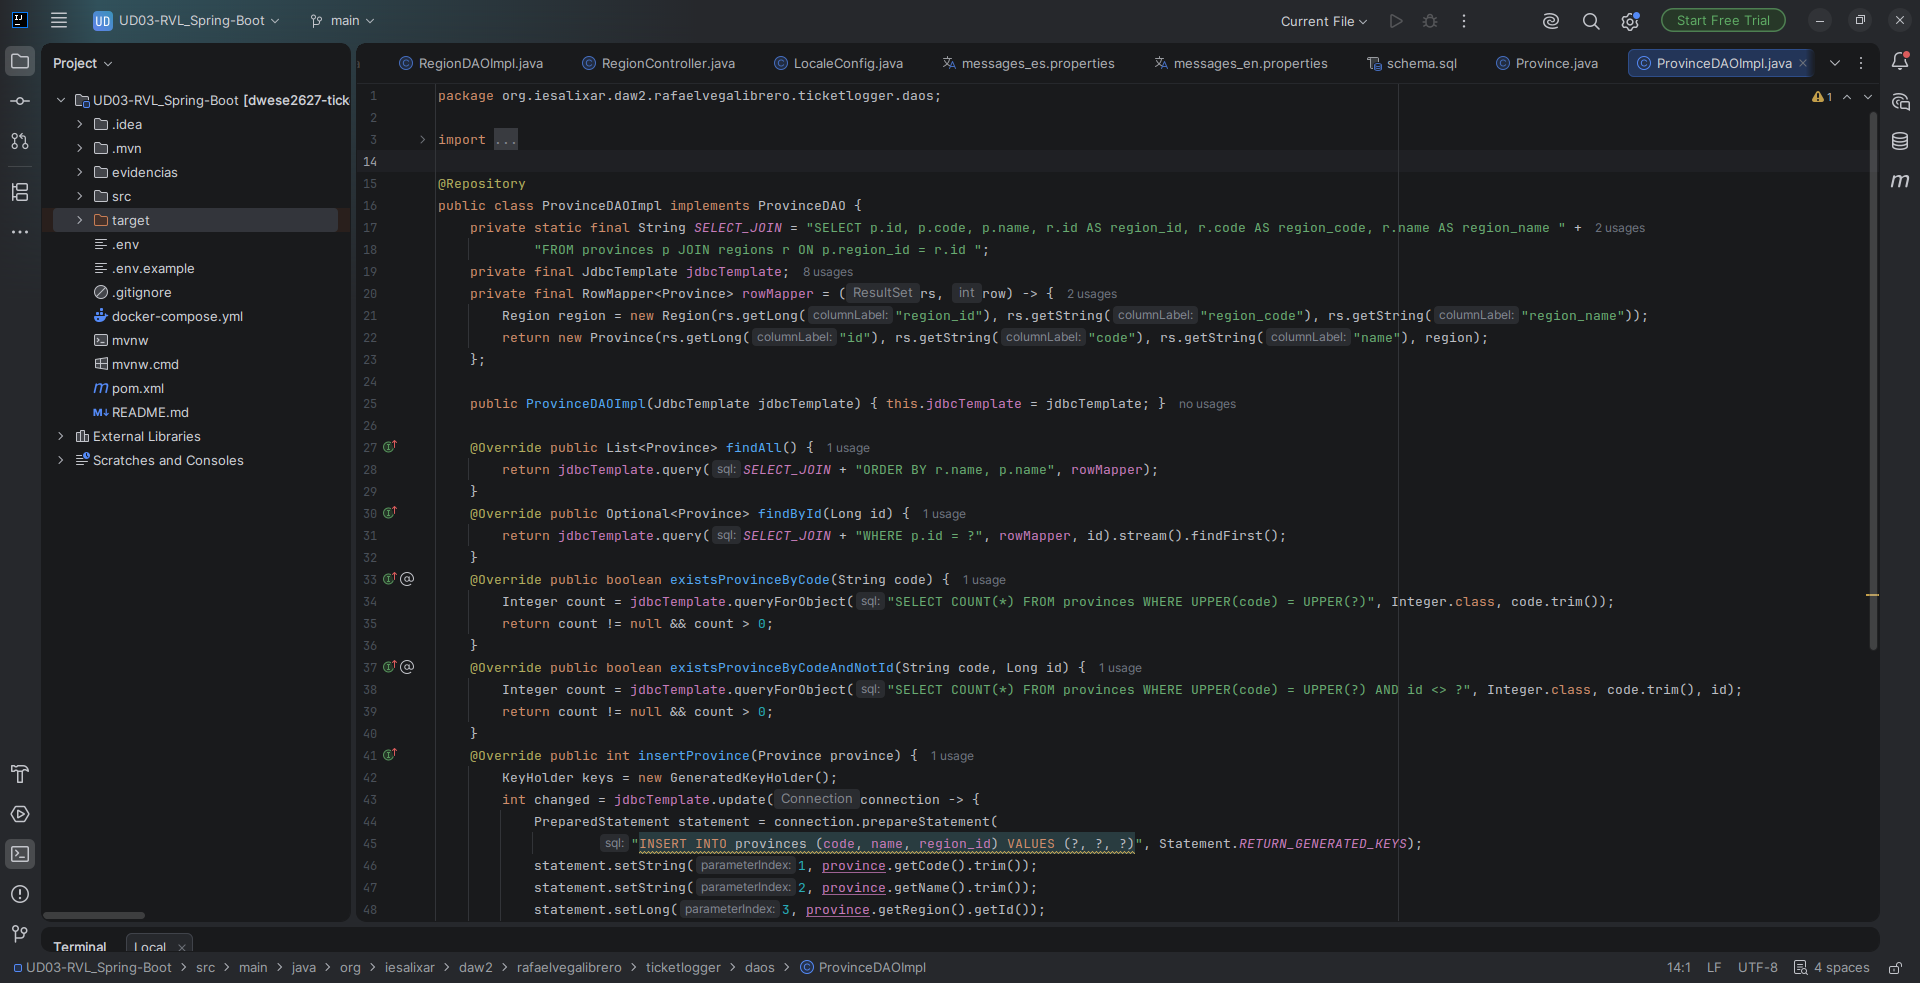 UD UD03-RVL_Spring-Boot main Current File Start Free Trial
Project
RegionDAOImpl.java RegionController.java LocaleConfig.java messages_es.properties messages_en.properties schema.sql Province.java ProvinceDAOImpl.java
UD03-RVL_Spring-Boot [dwese2627-tick
.idea
.mvn
evidencias
src
target
.env
.env.example
.gitignore
docker-compose.yml
mvnw
mvnw.cmd
pom.xml
README.md
External Libraries
Scratches and Consoles
1 package org.iesalixar.daw2.rafaelvegalibrero.ticketlogger.daos; 1
2
3 import ...
14
15 @Repository
16 public class ProvinceDAOImpl implements ProvinceDAO {
17 private static final String SELECT_JOIN = "SELECT p.id, p.code, p.name, r.id AS region_id, r.code AS region_code, r.name AS region_name " + 2 usages
18 "FROM provinces p JOIN regions r ON p.region_id = r.id ";
19 private final JdbcTemplate jdbcTemplate; 8 usages
20 private final RowMapper<Province> rowMapper = (ResultSet rs, int row) -> { 2 usages
21 Region region = new Region(rs.getLong(columnLabel: "region_id"), rs.getString(columnLabel: "region_code"), rs.getString(columnLabel: "region_name"));
22 return new Province(rs.getLong(columnLabel: "id"), rs.getString(columnLabel: "code"), rs.getString(columnLabel: "name"), region);
23 };
24
25 public ProvinceDAOImpl(JdbcTemplate jdbcTemplate) { this.jdbcTemplate = jdbcTemplate; } no usages
26
27 @Override public List<Province> findAll() { 1 usage
28 return jdbcTemplate.query(sql: SELECT_JOIN + "ORDER BY r.name, p.name", rowMapper);
29 }
30 @Override public Optional<Province> findById(Long id) { 1 usage
31 return jdbcTemplate.query(sql: SELECT_JOIN + "WHERE p.id = ?", rowMapper, id).stream().findFirst();
32 }
33 @Override public boolean existsProvinceByCode(String code) { 1 usage
34 Integer count = jdbcTemplate.queryForObject(sql: "SELECT COUNT(*) FROM provinces WHERE UPPER(code) = UPPER(?)", Integer.class, code.trim());
35 return count != null && count > 0;
36 }
37 @Override public boolean existsProvinceByCodeAndNotId(String code, Long id) { 1 usage
38 Integer count = jdbcTemplate.queryForObject(sql: "SELECT COUNT(*) FROM provinces WHERE UPPER(code) = UPPER(?) AND id <> ?", Integer.class, code.trim(), id);
39 return count != null && count > 0;
40 }
41 @Override public int insertProvince(Province province) { 1 usage
42 KeyHolder keys = new GeneratedKeyHolder();
43 int changed = jdbcTemplate.update(Connection connection -> {
44 PreparedStatement statement = connection.prepareStatement(
45 sql: "INSERT INTO provinces (code, name, region_id) VALUES (?, ?, ?)", Statement.RETURN_GENERATED_KEYS);
46 statement.setString(parameterIndex: 1, province.getCode().trim());
47 statement.setString(parameterIndex: 2, province.getName().trim());
48 statement.setLong(parameterIndex: 3, province.getRegion().getId());
Terminal Local
UD03-RVL_Spring-Boot > src > main > java > org > iesalixar > daw2 > rafaelvegalibrero > ticketlogger > daos > ProvinceDAOImpl 14:1 LF UTF-8 4 spaces